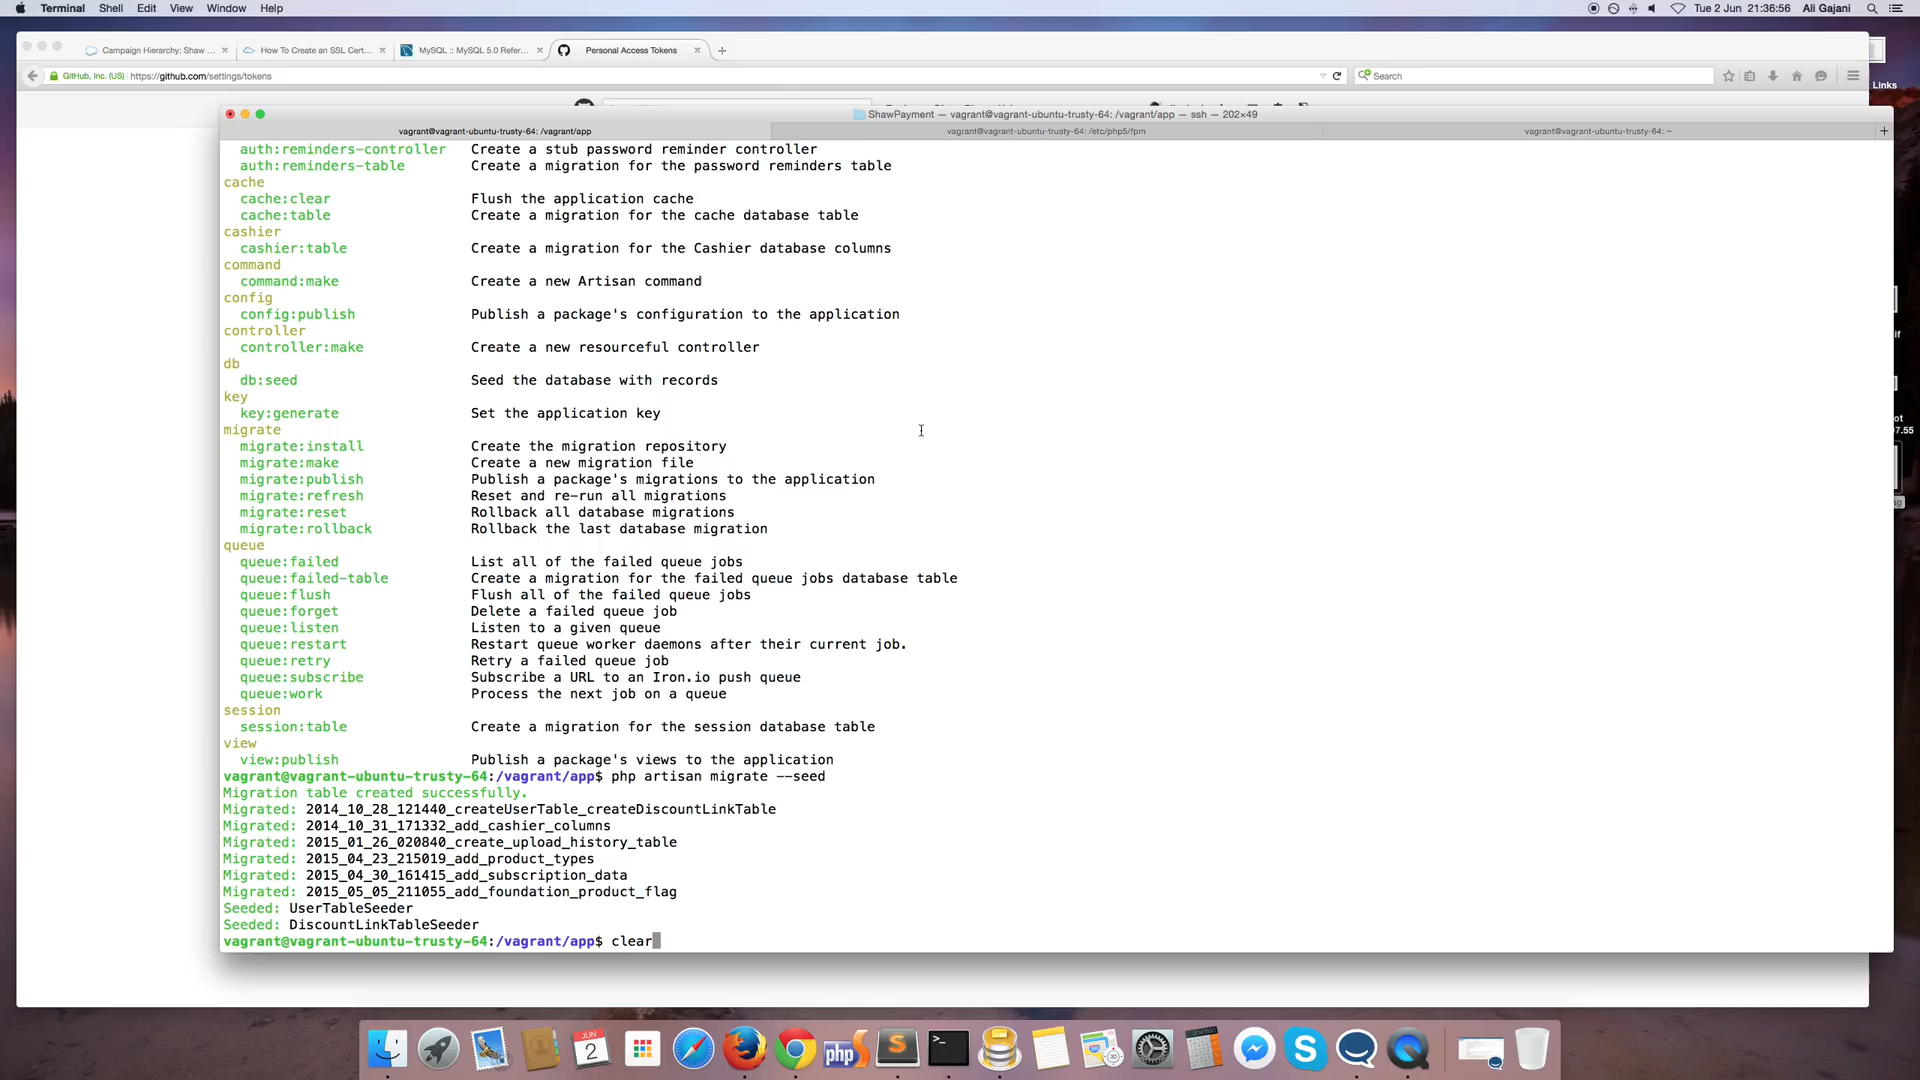 Terminal Shell Edit View Window Help
Tue 2 Jun 21:36:56 Ali Gajani
Campaign Hierarchy: Shaw ...
How To Create an SSL Cert...
MySQL :: MySQL 5.0 Refer...
Personal Access Tokens
GitHub, Inc. (US) https://github.com/settings/tokens
Search
Links
ShawPayment — vagrant@vagrant-ubuntu-trusty-64: /vagrant/app — ssh — 202×49
vagrant@vagrant-ubuntu-trusty-64: /vagrant/app
vagrant@vagrant-ubuntu-trusty-64: /etc/php5/fpm
vagrant@vagrant-ubuntu-trusty-64: ~
auth:reminders-controller Create a stub password reminder controller
auth:reminders-table Create a migration for the password reminders table
cache
cache:clear Flush the application cache
cache:table Create a migration for the cache database table
cashier
cashier:table Create a migration for the Cashier database columns
command
command:make Create a new Artisan command
config
config:publish Publish a package's configuration to the application
controller
controller:make Create a new resourceful controller
db
db:seed Seed the database with records
key
key:generate Set the application key
migrate
migrate:install Create the migration repository
migrate:make Create a new migration file
migrate:publish Publish a package's migrations to the application
migrate:refresh Reset and re-run all migrations
migrate:reset Rollback all database migrations
migrate:rollback Rollback the last database migration
queue
queue:failed List all of the failed queue jobs
queue:failed-table Create a migration for the failed queue jobs database table
queue:flush Flush all of the failed queue jobs
queue:forget Delete a failed queue job
queue:listen Listen to a given queue
queue:restart Restart queue worker daemons after their current job.
queue:retry Retry a failed queue job
queue:subscribe Subscribe a URL to an Iron.io push queue
queue:work Process the next job on a queue
session
session:table Create a migration for the session database table
view
view:publish Publish a package's views to the application
vagrant@vagrant-ubuntu-trusty-64:/vagrant/app$ php artisan migrate --seed
Migration table created successfully.
Migrated: 2014_10_28_121440_createUserTable_createDiscountLinkTable
Migrated: 2014_10_31_171332_add_cashier_columns
Migrated: 2015_01_26_020840_create_upload_history_table
Migrated: 2015_04_23_215019_add_product_types
Migrated: 2015_04_30_161415_add_subscription_data
Migrated: 2015_05_05_211055_add_foundation_product_flag
Seeded: UserTableSeeder
Seeded: DiscountLinkTableSeeder
vagrant@vagrant-ubuntu-trusty-64:/vagrant/app$ clear
JUN
2
php